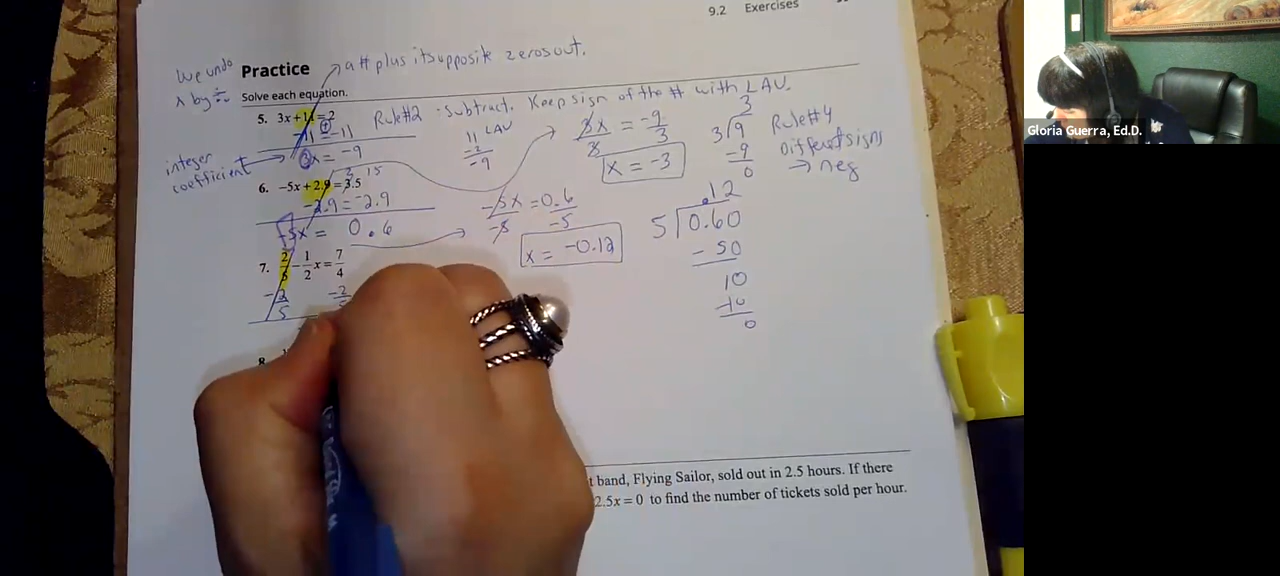 9.2 Exercises
We undo
x by ÷
Practice
a # plus its opposite zeros out.
Solve each equation.
Rule #2 - Subtract. Keep sign of the # with LAV.
5. 3x + 11 = 2
-11 = -11
3x = -9
integer
coefficient
11 LAV
-2
-9
3x = -9
3 3
x = -3
3
3 9
-9
0
Rule #4
Different signs
→ neg
6. -5x + 2.9 = 3.5
-2.9 = -2.9
-5x = 0.6
-5x = 0.6
-5 -5
x = -0.12
.12
5 0.60
- 50
10
-10
0
7. 2/5 - 1/2 x = 7/4
-2/5
-2
8.
t band, Flying Sailor, sold out in 2.5 hours. If there
2.5x = 0 to find the number of tickets sold per hour.
Gloria Guerra, Ed.D.